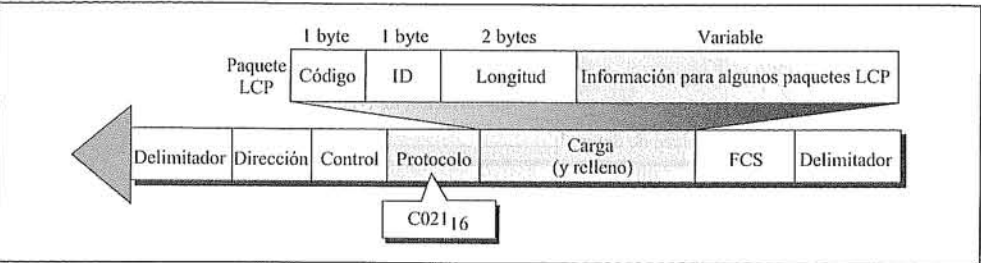 1 byte 1 byte 2 bytes Variable
Paquete
LCP
Código ID Longitud Información para algunos paquetes LCP
Delimitador Dirección Control Protocolo Carga
(y relleno) FCS Delimitador
C021 16